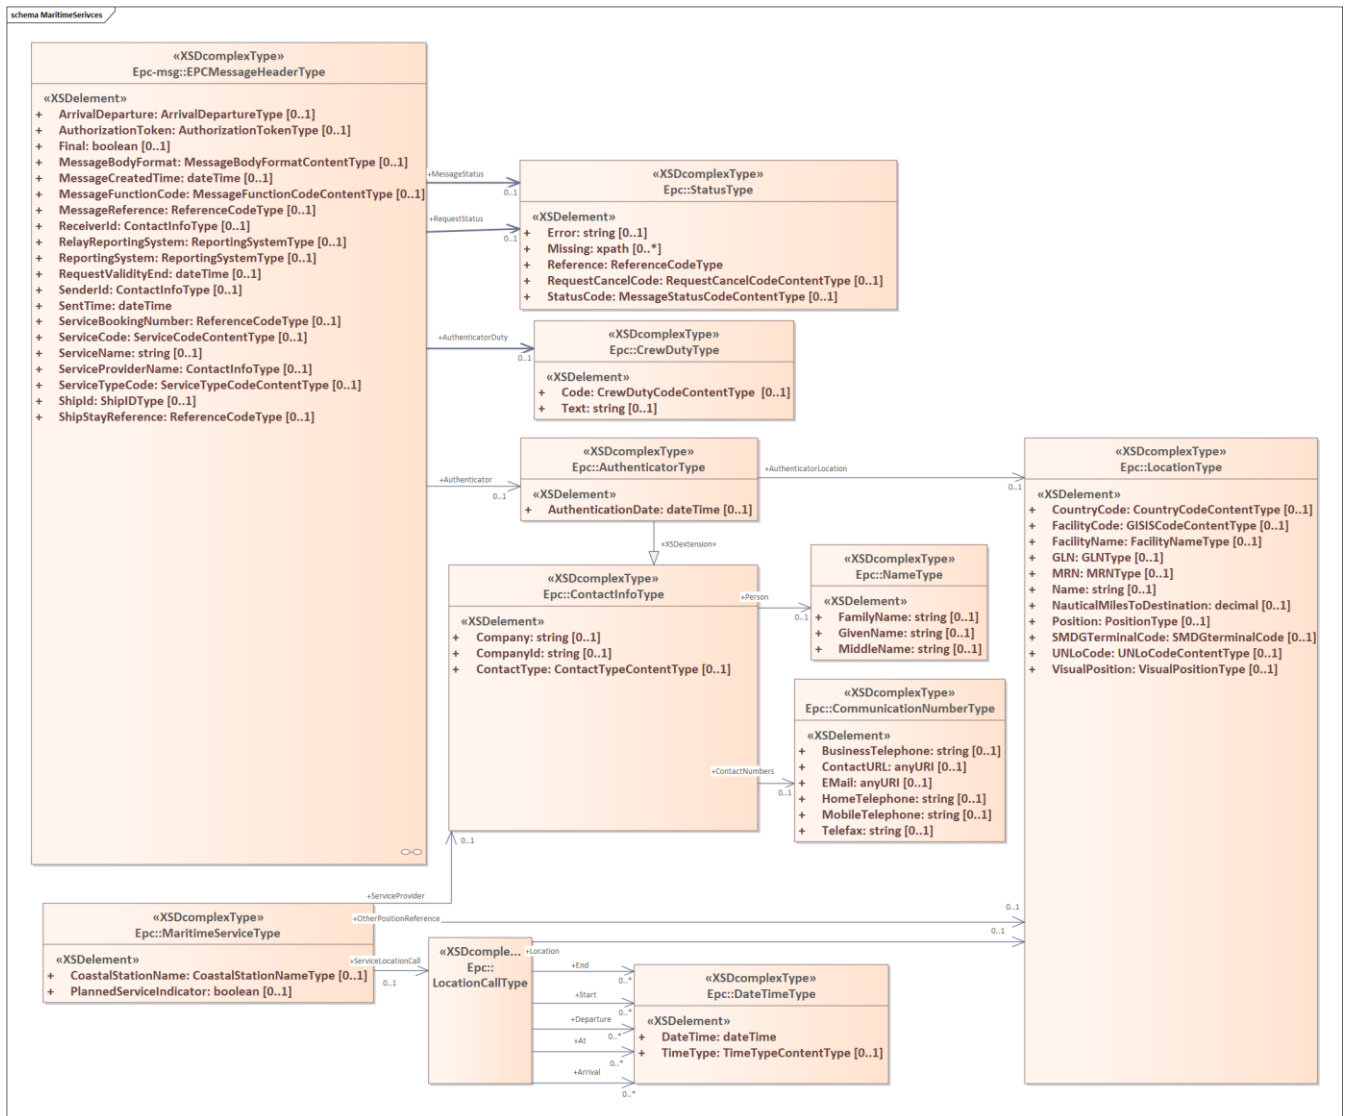 schema MaritimeSerivces
«XSDcomplexType»
Epc-msg::EPCMessageHeaderType
«XSDelement»
+ ArrivalDeparture: ArrivalDepartureType [0..1]
+ AuthorizationToken: AuthorizationTokenType [0..1]
+ Final: boolean [0..1]
+ MessageBodyFormat: MessageBodyFormatContentType [0..1]
+ MessageCreatedTime: dateTime [0..1]
+ MessageFunctionCode: MessageFunctionCodeContentType [0..1]
+ MessageReference: ReferenceCodeType [0..1]
+ ReceiverId: ContactInfoType [0..1]
+ RelayReportingSystem: ReportingSystemType [0..1]
+ ReportingSystem: ReportingSystemType [0..1]
+ RequestValidityEnd: dateTime [0..1]
+ SenderId: ContactInfoType [0..1]
+ SentTime: dateTime
+ ServiceBookingNumber: ReferenceCodeType [0..1]
+ ServiceCode: ServiceCodeContentType [0..1]
+ ServiceName: string [0..1]
+ ServiceProviderName: ContactInfoType [0..1]
+ ServiceTypeCode: ServiceTypeCodeContentType [0..1]
+ ShipId: ShipIDType [0..1]
+ ShipStayReference: ReferenceCodeType [0..1]
+MessageStatus
0..1
+RequestStatus
0..1
«XSDcomplexType»
Epc::StatusType
«XSDelement»
+ Error: string [0..1]
+ Missing: xpath [0..*]
+ Reference: ReferenceCodeType
+ RequestCancelCode: RequestCancelCodeContentType [0..1]
+ StatusCode: MessageStatusCodeContentType [0..1]
+AuthenticatorDuty
0..1
«XSDcomplexType»
Epc::CrewDutyType
«XSDelement»
+ Code: CrewDutyCodeContentType [0..1]
+ Text: string [0..1]
+Authenticator
0..1
«XSDcomplexType»
Epc::AuthenticatorType
«XSDelement»
+ AuthenticationDate: dateTime [0..1]
+AuthenticatorLocation
0..1
«XSDextension»
«XSDcomplexType»
Epc::LocationType
«XSDelement»
+ CountryCode: CountryCodeContentType [0..1]
+ FacilityCode: GISISCodeContentType [0..1]
+ FacilityName: FacilityNameType [0..1]
+ GLN: GLNType [0..1]
+ MRN: MRNType [0..1]
+ Name: string [0..1]
+ NauticalMilesToDestination: decimal [0..1]
+ Position: PositionType [0..1]
+ SMDGTerminalCode: SMDGterminalCode [0..1]
+ UNLoCode: UNLoCodeContentType [0..1]
+ VisualPosition: VisualPositionType [0..1]
«XSDcomplexType»
Epc::ContactInfoType
«XSDelement»
+ Company: string [0..1]
+ CompanyId: string [0..1]
+ ContactType: ContactTypeContentType [0..1]
+Person
0..1
«XSDcomplexType»
Epc::NameType
«XSDelement»
+ FamilyName: string [0..1]
+ GivenName: string [0..1]
+ MiddleName: string [0..1]
+ContactNumbers
0..1
«XSDcomplexType»
Epc::CommunicationNumberType
«XSDelement»
+ BusinessTelephone: string [0..1]
+ ContactURL: anyURI [0..1]
+ EMail: anyURI [0..1]
+ HomeTelephone: string [0..1]
+ MobileTelephone: string [0..1]
+ Telefax: string [0..1]
0..1
+ServiceProvider
«XSDcomplexType»
Epc::MaritimeServiceType
«XSDelement»
+ CoastalStationName: CoastalStationNameType [0..1]
+ PlannedServiceIndicator: boolean [0..1]
+OtherPositionReference
0..1
+ServiceLocationCall
0..1
«XSDcomple...
Epc::
LocationCallType
+Location
0..1
+End
0..*
+Start
0..*
+Departure
0..*
+At
0..*
+Arrival
0..*
«XSDcomplexType»
Epc::DateTimeType
«XSDelement»
+ DateTime: dateTime
+ TimeType: TimeTypeContentType [0..1]